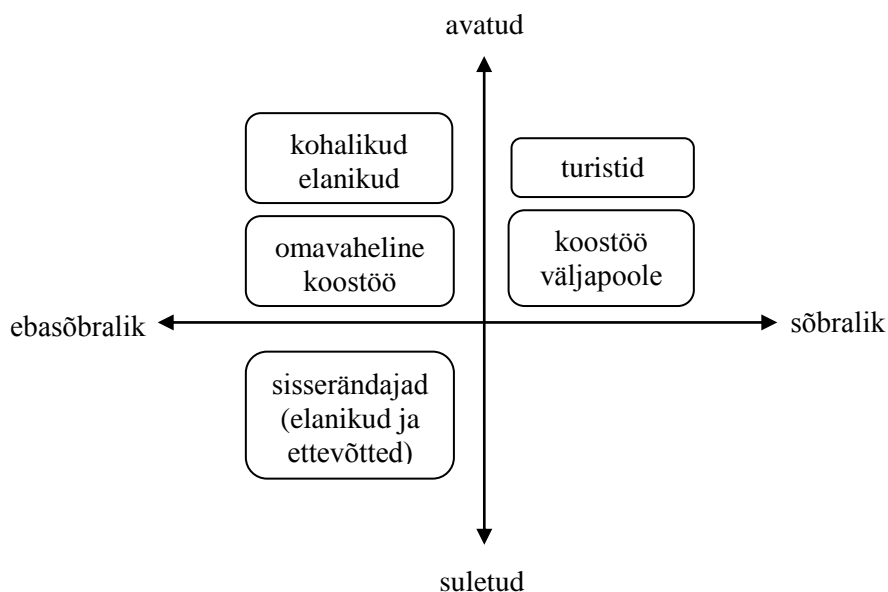 avatud
kohalikud
elanikud
turistid
omavaheline
koostöö
koostöö
väljapoole
ebasõbralik
sõbralik
sisserändajad
(elanikud ja
ettevõtted)
suletud